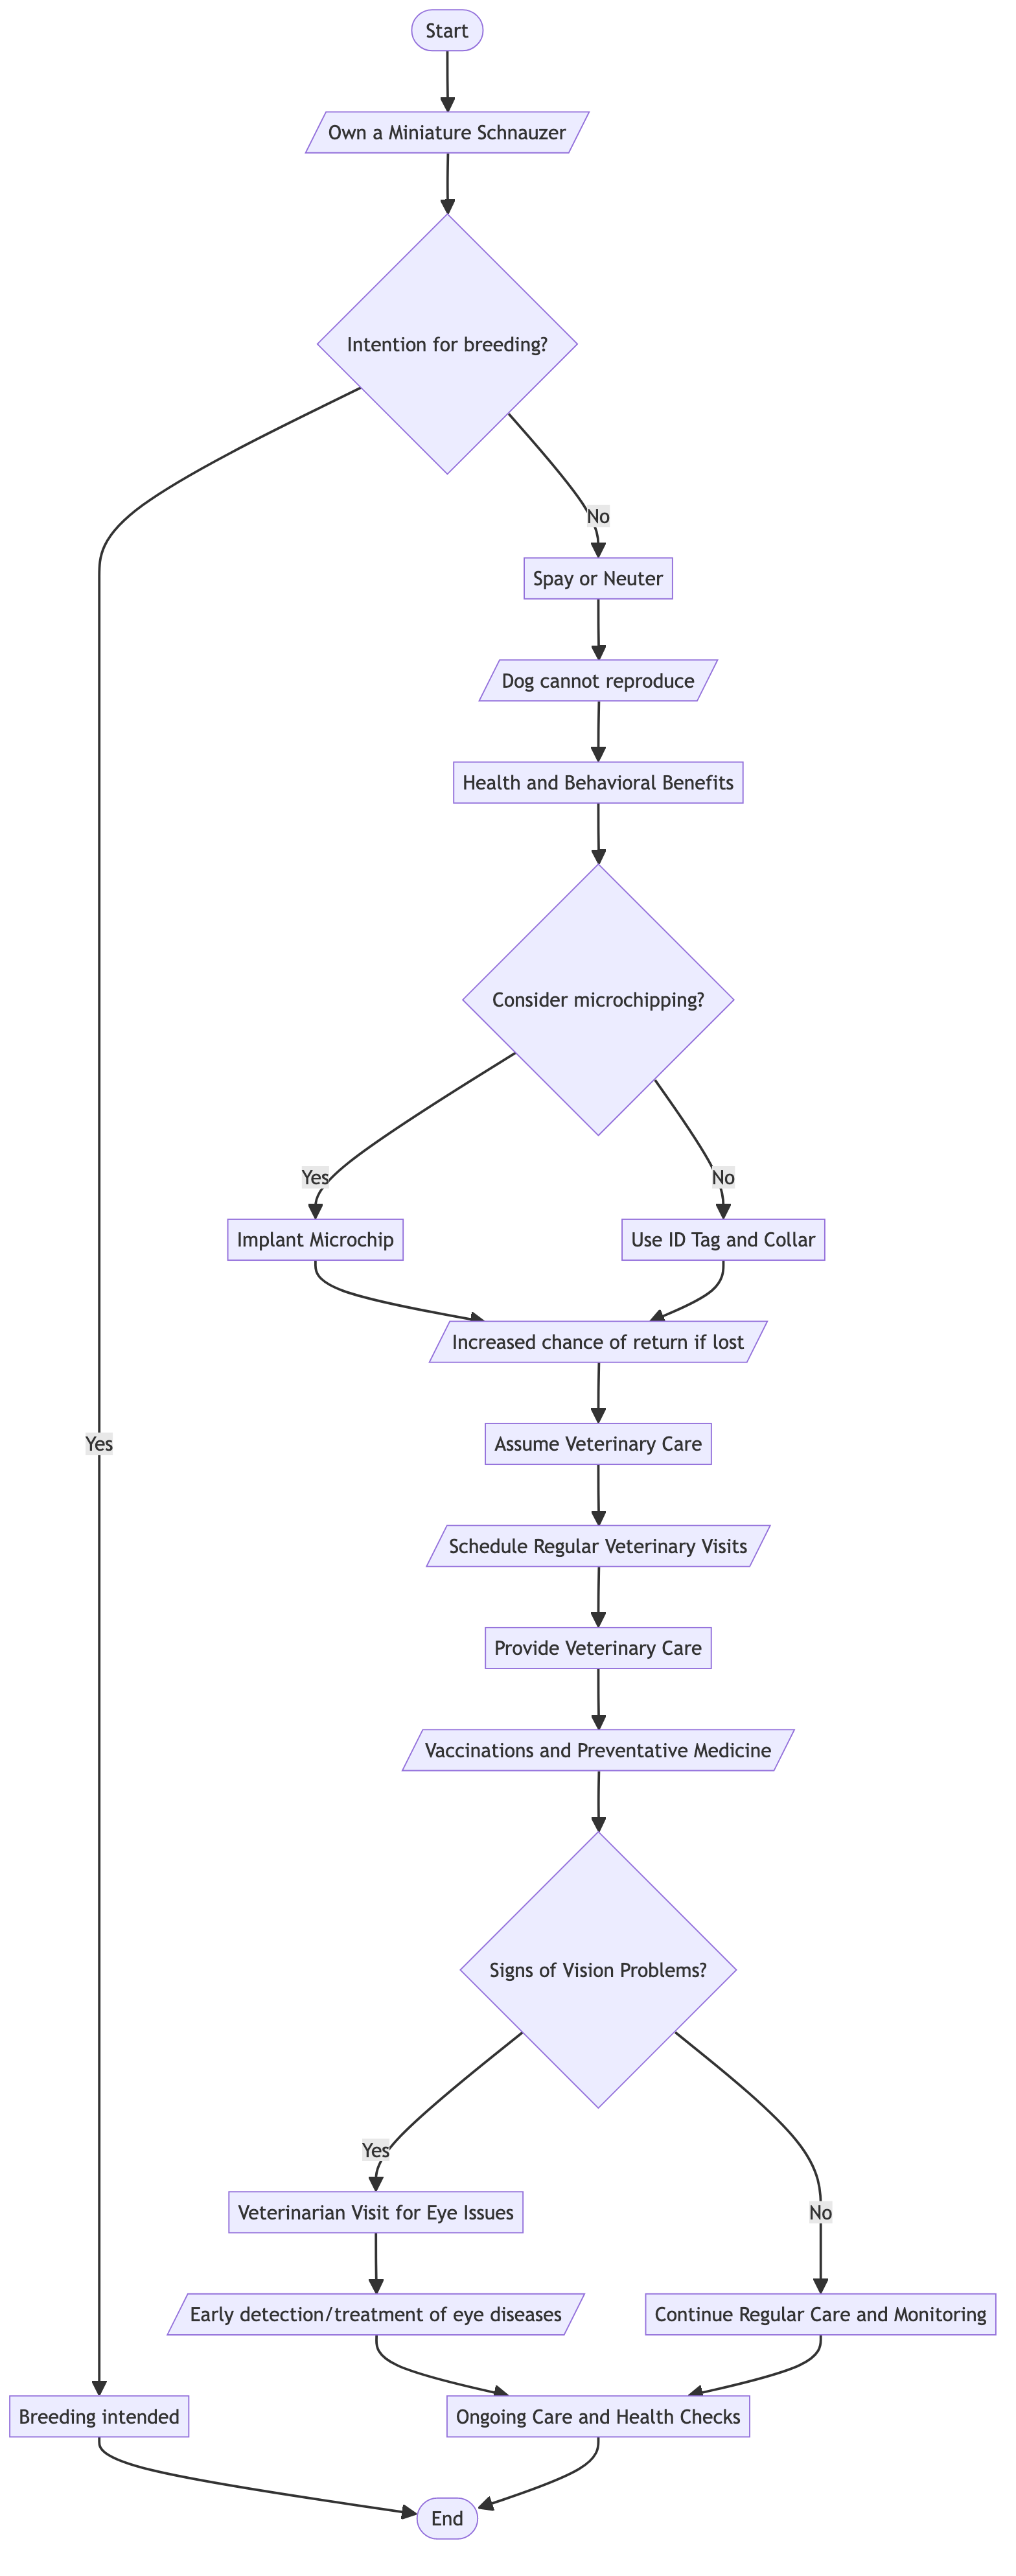 Start
Own a Miniature Schnauzer
Intention for breeding?
No
Spay or Neuter
Dog cannot reproduce
Health and Behavioral Benefits
Consider microchipping?
Yes
No
Implant Microchip
Use ID Tag and Collar
Increased chance of return if lost
Yes
Assume Veterinary Care
Schedule Regular Veterinary Visits
Provide Veterinary Care
Vaccinations and Preventative Medicine
Signs of Vision Problems?
Yes
Veterinarian Visit for Eye Issues
No
Early detection/treatment of eye diseases
Continue Regular Care and Monitoring
Breeding intended
Ongoing Care and Health Checks
End